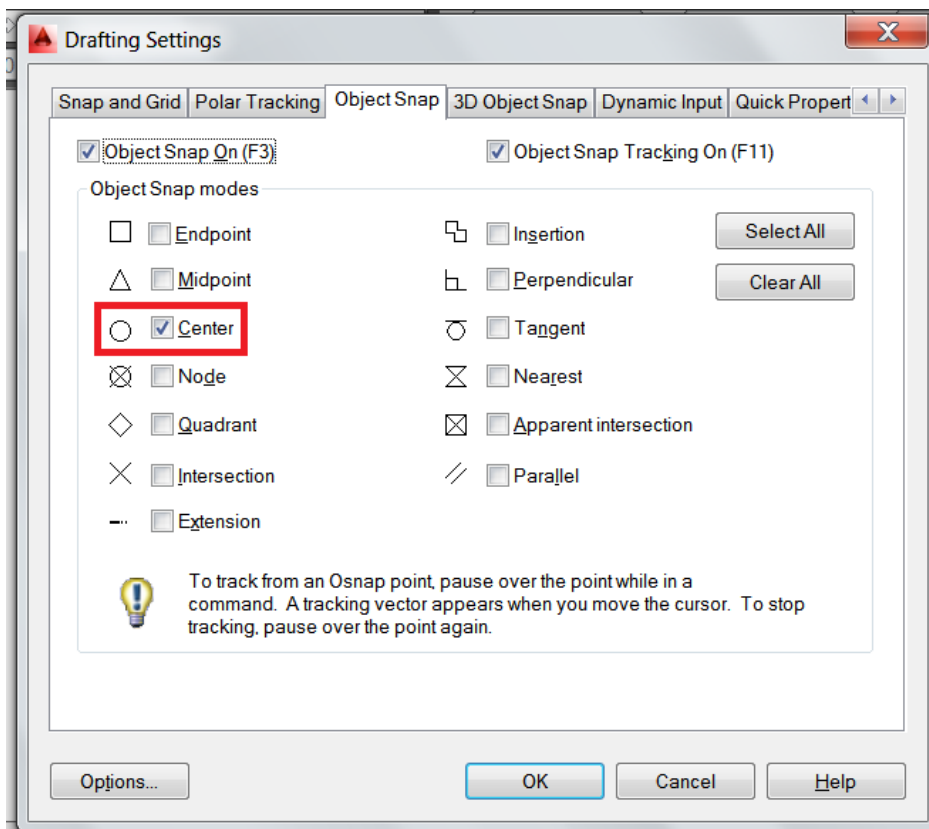 Drafting Settings
X
Snap and Grid Polar Tracking Object Snap 3D Object Snap Dynamic Input Quick Propert
Object Snap On (F3) Object Snap Tracking On (F11)
Object Snap modes
Endpoint Insertion Select All
Midpoint Perpendicular Clear All
Center Tangent
Node Nearest
Quadrant Apparent intersection
Intersection Parallel
Extension
To track from an Osnap point, pause over the point while in a
command. A tracking vector appears when you move the cursor. To stop
tracking, pause over the point again.
Options... OK Cancel Help